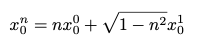 $x_0^n = nx_0^0 + \sqrt{1 - n^2}x_0^1$